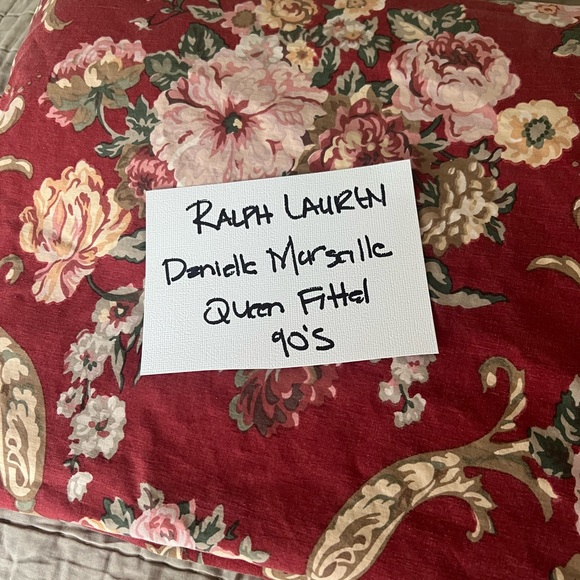 RALPH LAUREN
Danielle Marseille
Queen Fitted
90's